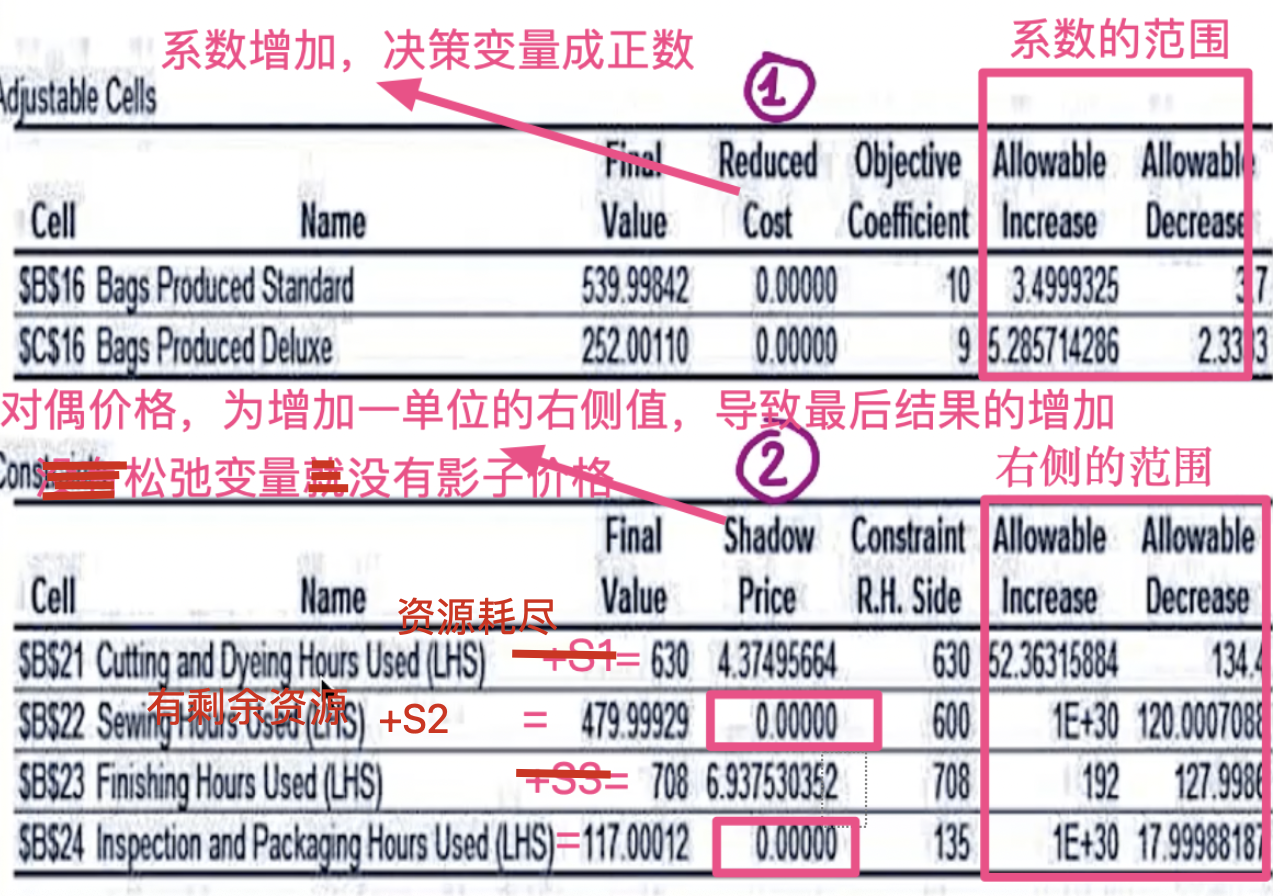 系数增加，决策变量成正数
系数的范围
Adjustable Cells
①
Final Reduced Objective Allowable Allowable
Cell Name Value Cost Coefficient Increase Decrease
$B$16 Bags Produced Standard 539.99842 0.00000 10 3.4999325 3.7
$C$16 Bags Produced Deluxe 252.00110 0.00000 9 5.285714286 2.3333
对偶价格，为增加一单位的右侧值，导致最后结果的增加
松弛变量就没有影子价格
②
右侧的范围
Final Shadow Constraint Allowable Allowable
Cell Name Value Price R.H. Side Increase Decrease
资源耗尽
$B$21 Cutting and Dyeing Hours Used (LHS) +S1= 630 4.37495664 630 52.36315884 134.4
有剩余资源
$B$22 Sewing Hours Used (LHS) +S2 = 479.99929 0.00000 600 1E+30 120.0007088
$B$23 Finishing Hours Used (LHS) +S3= 708 6.937530352 708 192 127.9986
$B$24 Inspection and Packaging Hours Used (LHS)=117.00012 0.00000 135 1E+30 17.99988187